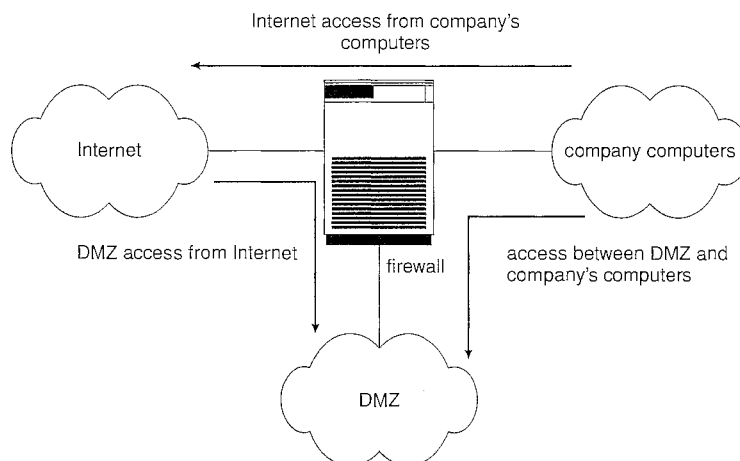 Internet access from company's
computers
Internet
company computers
DMZ access from Internet
firewall
access between DMZ and
company's computers
DMZ